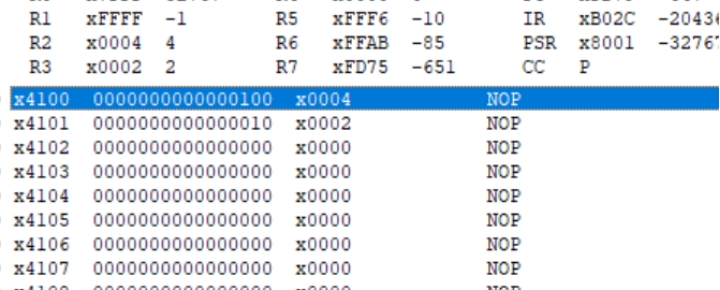 R1 xFFFF -1 R5 xFFF6 -10 IR xB02C -20436
R2 x0004 4 R6 xFFAB -85 PSR x8001 -32767
R3 x0002 2 R7 xFD75 -651 CC P
x4100 0000000000000100 x0004 NOP
x4101 0000000000000010 x0002 NOP
x4102 0000000000000000 x0000 NOP
x4103 0000000000000000 x0000 NOP
x4104 0000000000000000 x0000 NOP
x4105 0000000000000000 x0000 NOP
x4106 0000000000000000 x0000 NOP
x4107 0000000000000000 x0000 NOP